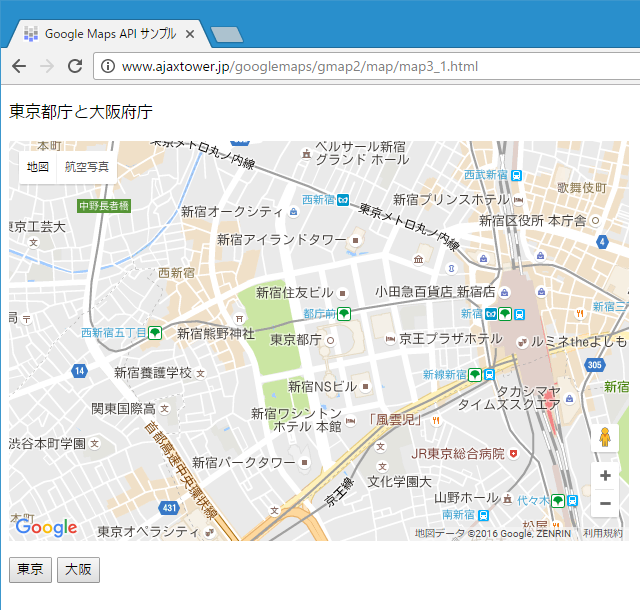 Google Maps API サンプル
www.ajaxtower.jp/googlemaps/gmap2/map/map3_1.html
東京都庁と大阪府庁
本町
東京メトロ丸ノ内線
ベルサール新宿
グランド ホール
地図
航空写真
西武新宿
歌舞伎町
中野長者橋
西新宿
新宿プリンスホテル
新宿オークシティ
東京メトロ丸ノ内線
新宿区役所 本庁舎
京工芸大
新宿アイランドタワー
4
西新宿
新宿住友ビル
小田急百貨店 新宿店
都庁前
新宿
新宿三
西新宿五丁目
新宿熊野神社
東京都庁
京王プラザホテル
ルミネtheよしも
14
新宿養護学校
新線新宿
305
新宿NSビル
タカシマヤ
タイムズスクエア
関東国際高
新宿ワシントン
ホテル 本館
「風雲児」
渋谷本町学園
首都高速中央環状線
JR東京総合病院
新宿パークタワー
文化学園大
京王線
山野ホール
代々木
431
本町
南新宿
Google
東京オペラシティ
地図データ ©2016 Google, ZENRIN
利用規約
東京
大阪